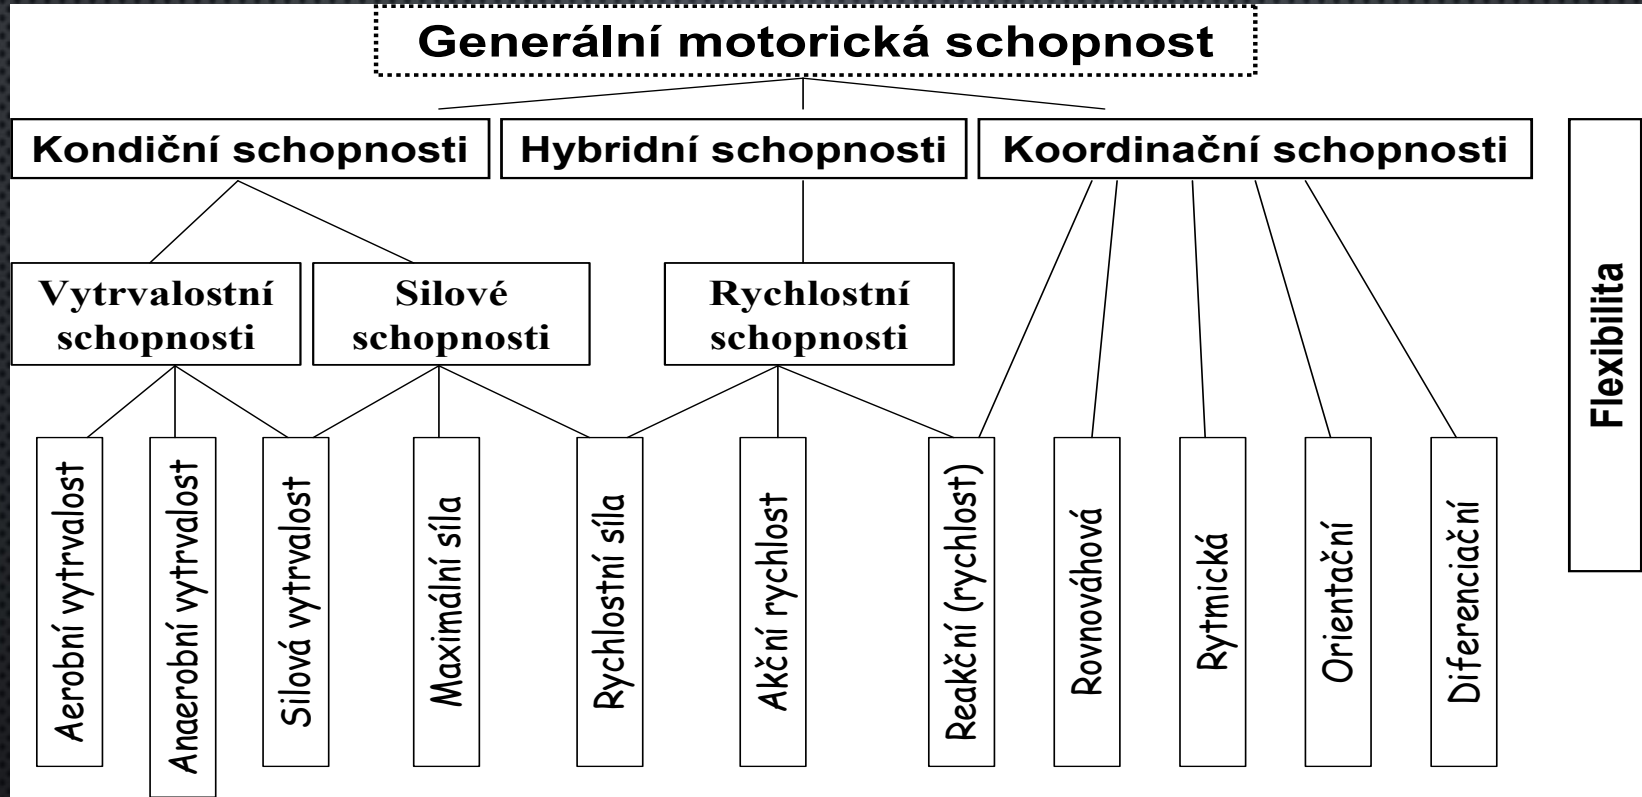 Generální motorická schopnost
Kondiční schopnosti
Hybridní schopnosti
Koordinační schopnosti
Flexibilita
Vytrvalostní
schopnosti
Silové
schopnosti
Rychlostní
schopnosti
Aerobní vytrvalost
Anaerobní vytrvalost
Silová vytrvalost
Maximální síla
Rychlostní síla
Akční rychlost
Reakční (rychlost)
Rovnováhová
Rytmická
Orientační
Diferenciační